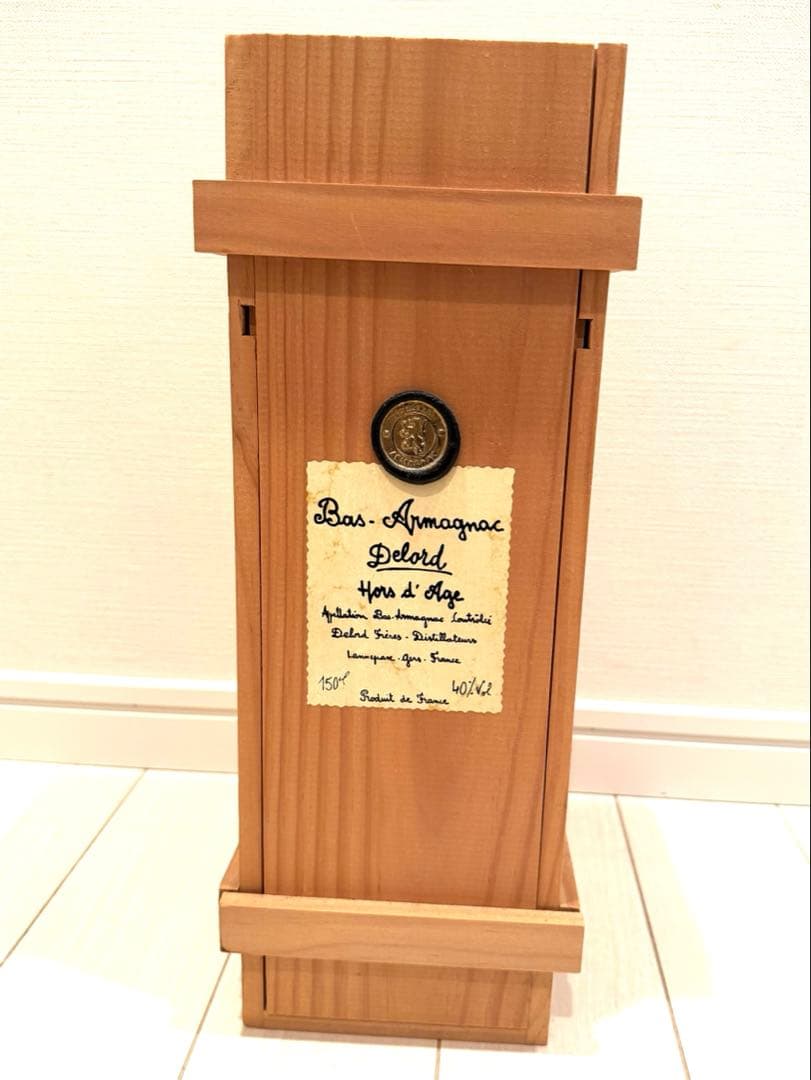 Bas-Armagnac
Delord
Hors d'Age
Appellation Bas-Armagnac Contrôlée
Delord Frères - Distillateurs
Lannepax - Gers - France
150cl 40%Vol
Produit de France